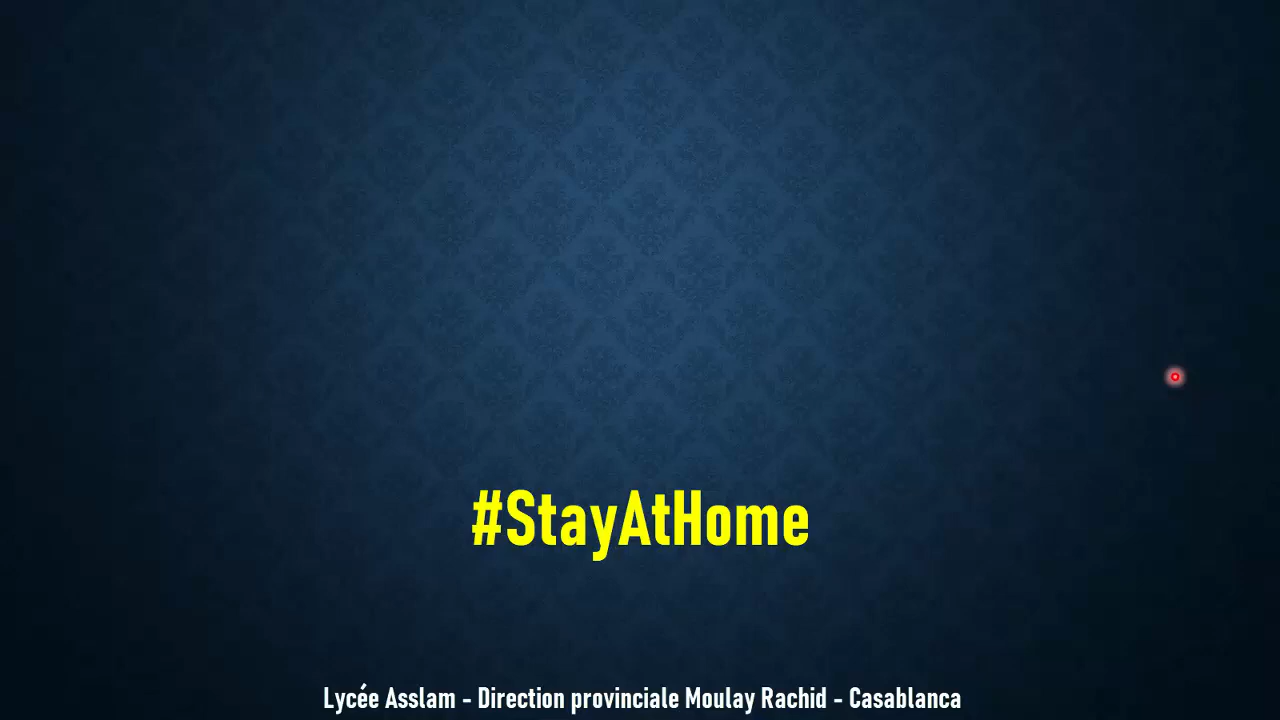 #StayAtHome
Lycée Asslam - Direction provinciale Moulay Rachid - Casablanca